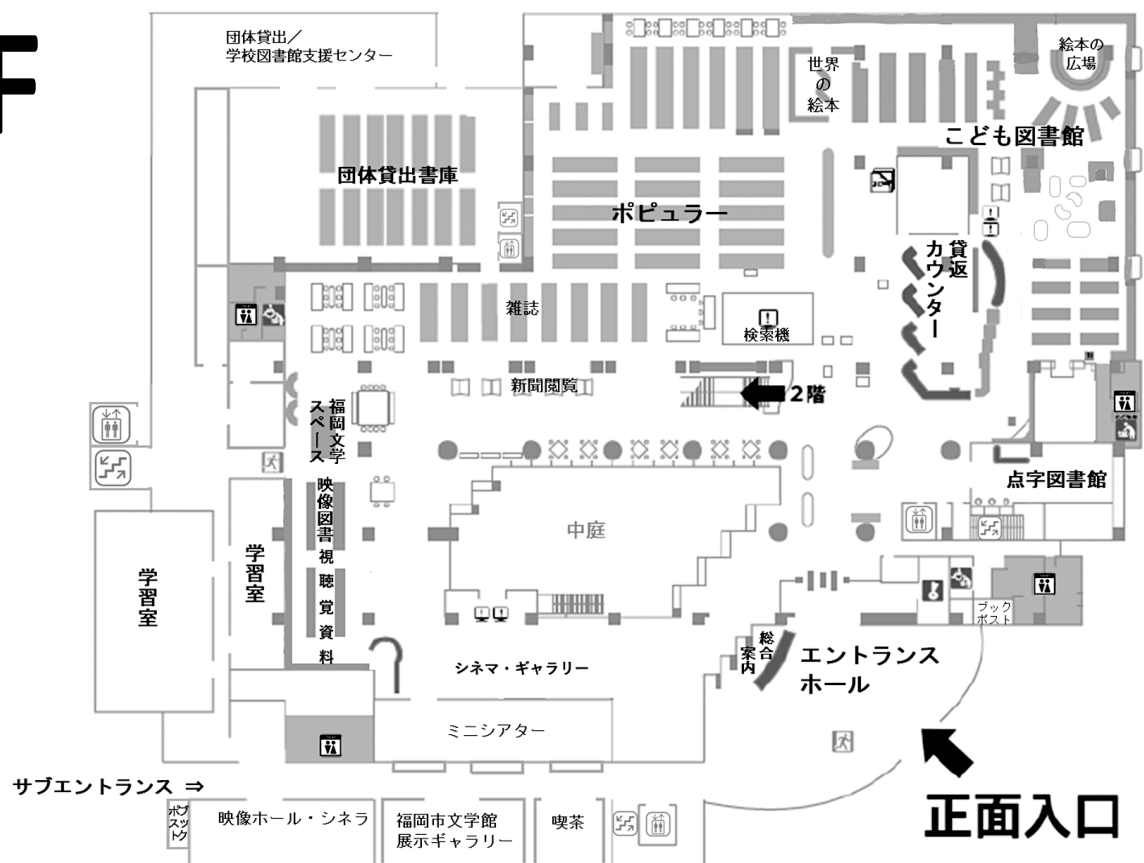 F
団体貸出／
学校図書館支援センター
世界
の
絵本
絵本の
広場
こども図書館
団体貸出書庫
ポピュラー
貸返
カウンター
雑誌
検索機
新聞閲覧
2階
福岡文学
スペース
映像図書
視聴覚資料
点字図書館
中庭
学習室
学習室
ブック
ポスト
総合
案内
エントランス
ホール
シネマ・ギャラリー
ミニシアター
サブエントランス ⇒
正面入口
ブック
ポスト
映像ホール・シネラ
福岡市文学館
展示ギャラリー
喫茶